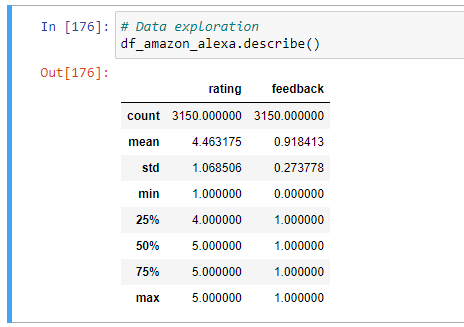 In [176]: # Data exploration
df_amazon_alexa.describe()
Out[176]:
rating feedback
count 3150.000000 3150.000000
mean 4.463175 0.918413
std 1.068506 0.273778
min 1.000000 0.000000
25% 4.000000 1.000000
50% 5.000000 1.000000
75% 5.000000 1.000000
max 5.000000 1.000000